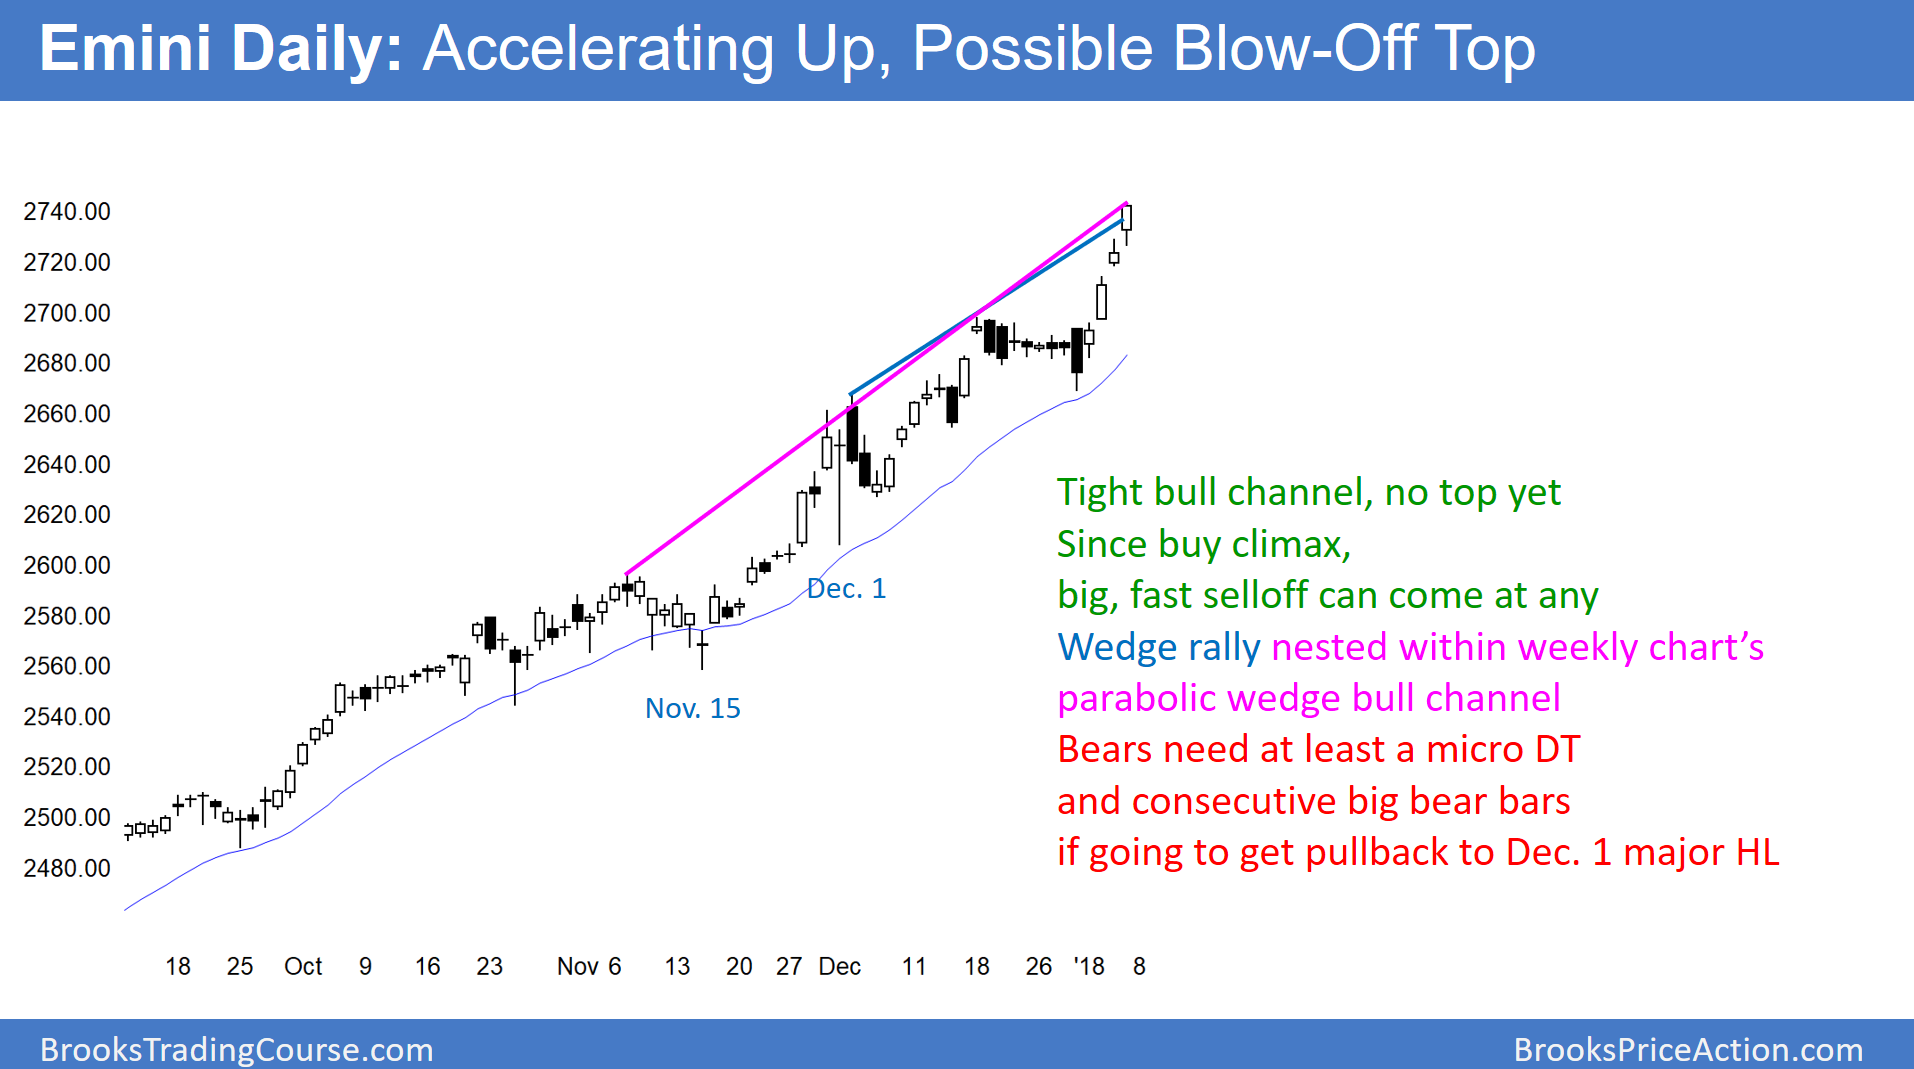 Emini Daily: Accelerating Up, Possible Blow-Off Top
2740.00
2720.00
2700.00
2680.00
2660.00
2640.00
2620.00
2600.00
2580.00
2560.00
2540.00
2520.00
2500.00
2480.00
Dec. 1
Nov. 15
Tight bull channel, no top yet
Since buy climax,
big, fast selloff can come at any
Wedge rally nested within weekly chart’s
parabolic wedge bull channel
Bears need at least a micro DT
and consecutive big bear bars
if going to get pullback to Dec. 1 major HL
18 25 Oct 9 16 23 Nov 6 13 20 27 Dec 11 18 26 '18 8
BrooksTradingCourse.com
BrooksPriceAction.com